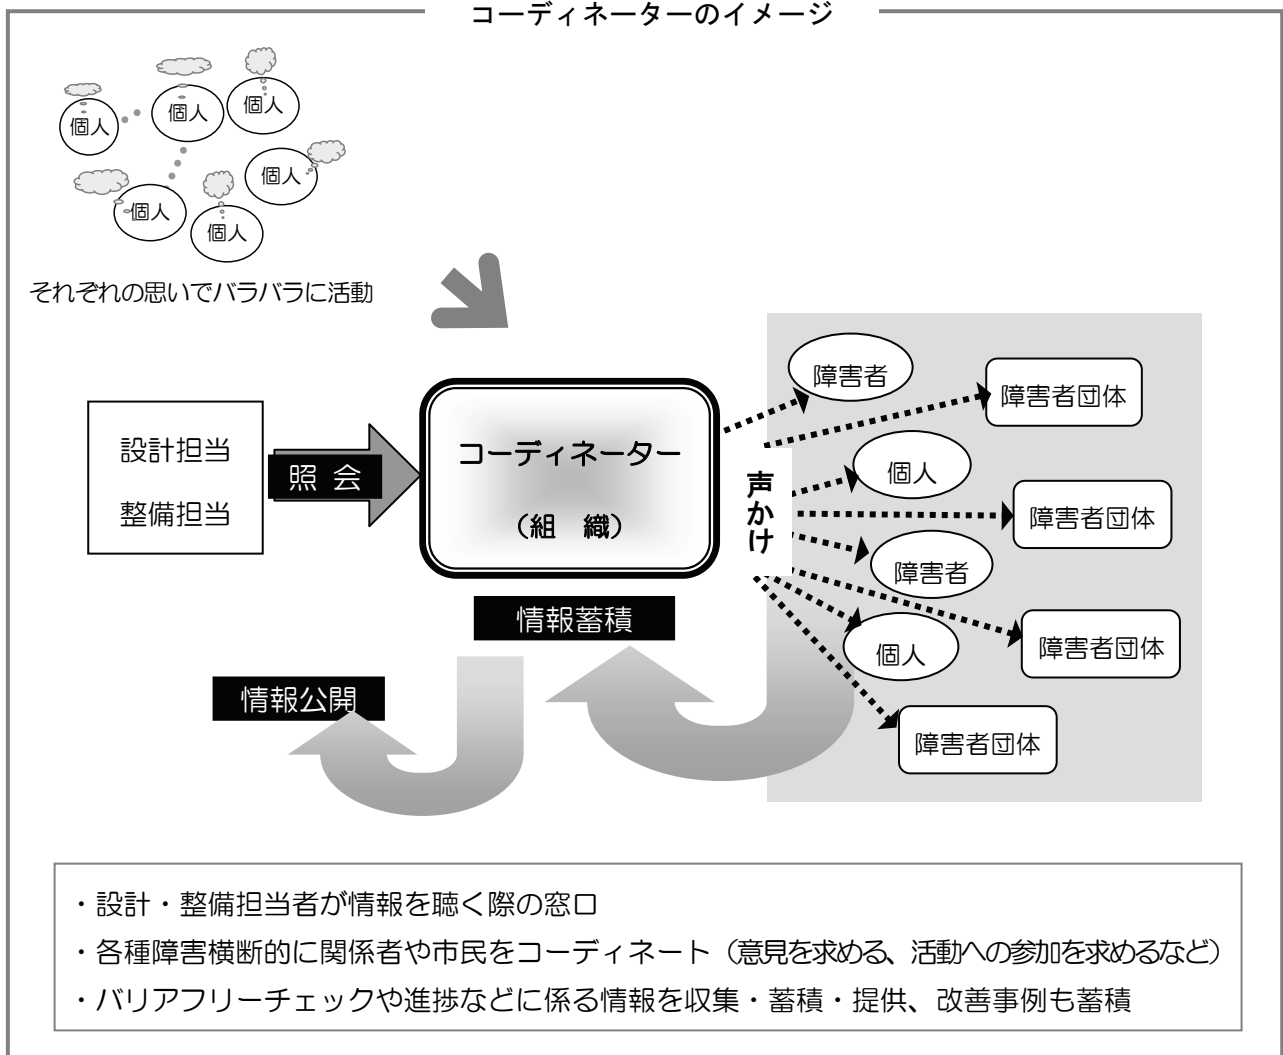 コーディネーターのイメージ
個人
個人
個人
個人
個人
個人
それぞれの思いでバラバラに活動
設計担当
整備担当
照 会
コーディネーター
（組 織）
声かけ
障害者
障害者団体
個人
障害者団体
障害者
障害者団体
個人
障害者団体
情報蓄積
情報公開
・設計・整備担当者が情報を聴く際の窓口
・各種障害横断的に関係者や市民をコーディネート（意見を求める、活動への参加を求めるなど）
・バリアフリーチェックや進捗などに係る情報を収集・蓄積・提供、改善事例も蓄積